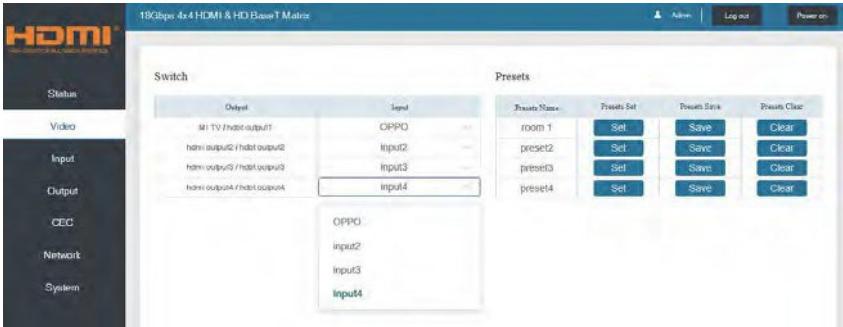 18Gbps 4x4 HDMI & HD BaseT Matrix
Admin
Log out
Power on
HDMI
Status
Video
Input
Output
CEC
Network
System
Switch
Output Input
MI TV / hdbt output1 OPPO
hdmi output2 / hdbt output2 input2
hdmi output3 / hdbt output3 input3
hdmi output4 / hdbt output4 input4
OPPO
input2
input3
input4
Presets
Presets Name Presets Set Presets Save Presets Clear
room 1 Set Save Clear
preset2 Set Save Clear
preset3 Set Save Clear
preset4 Set Save Clear